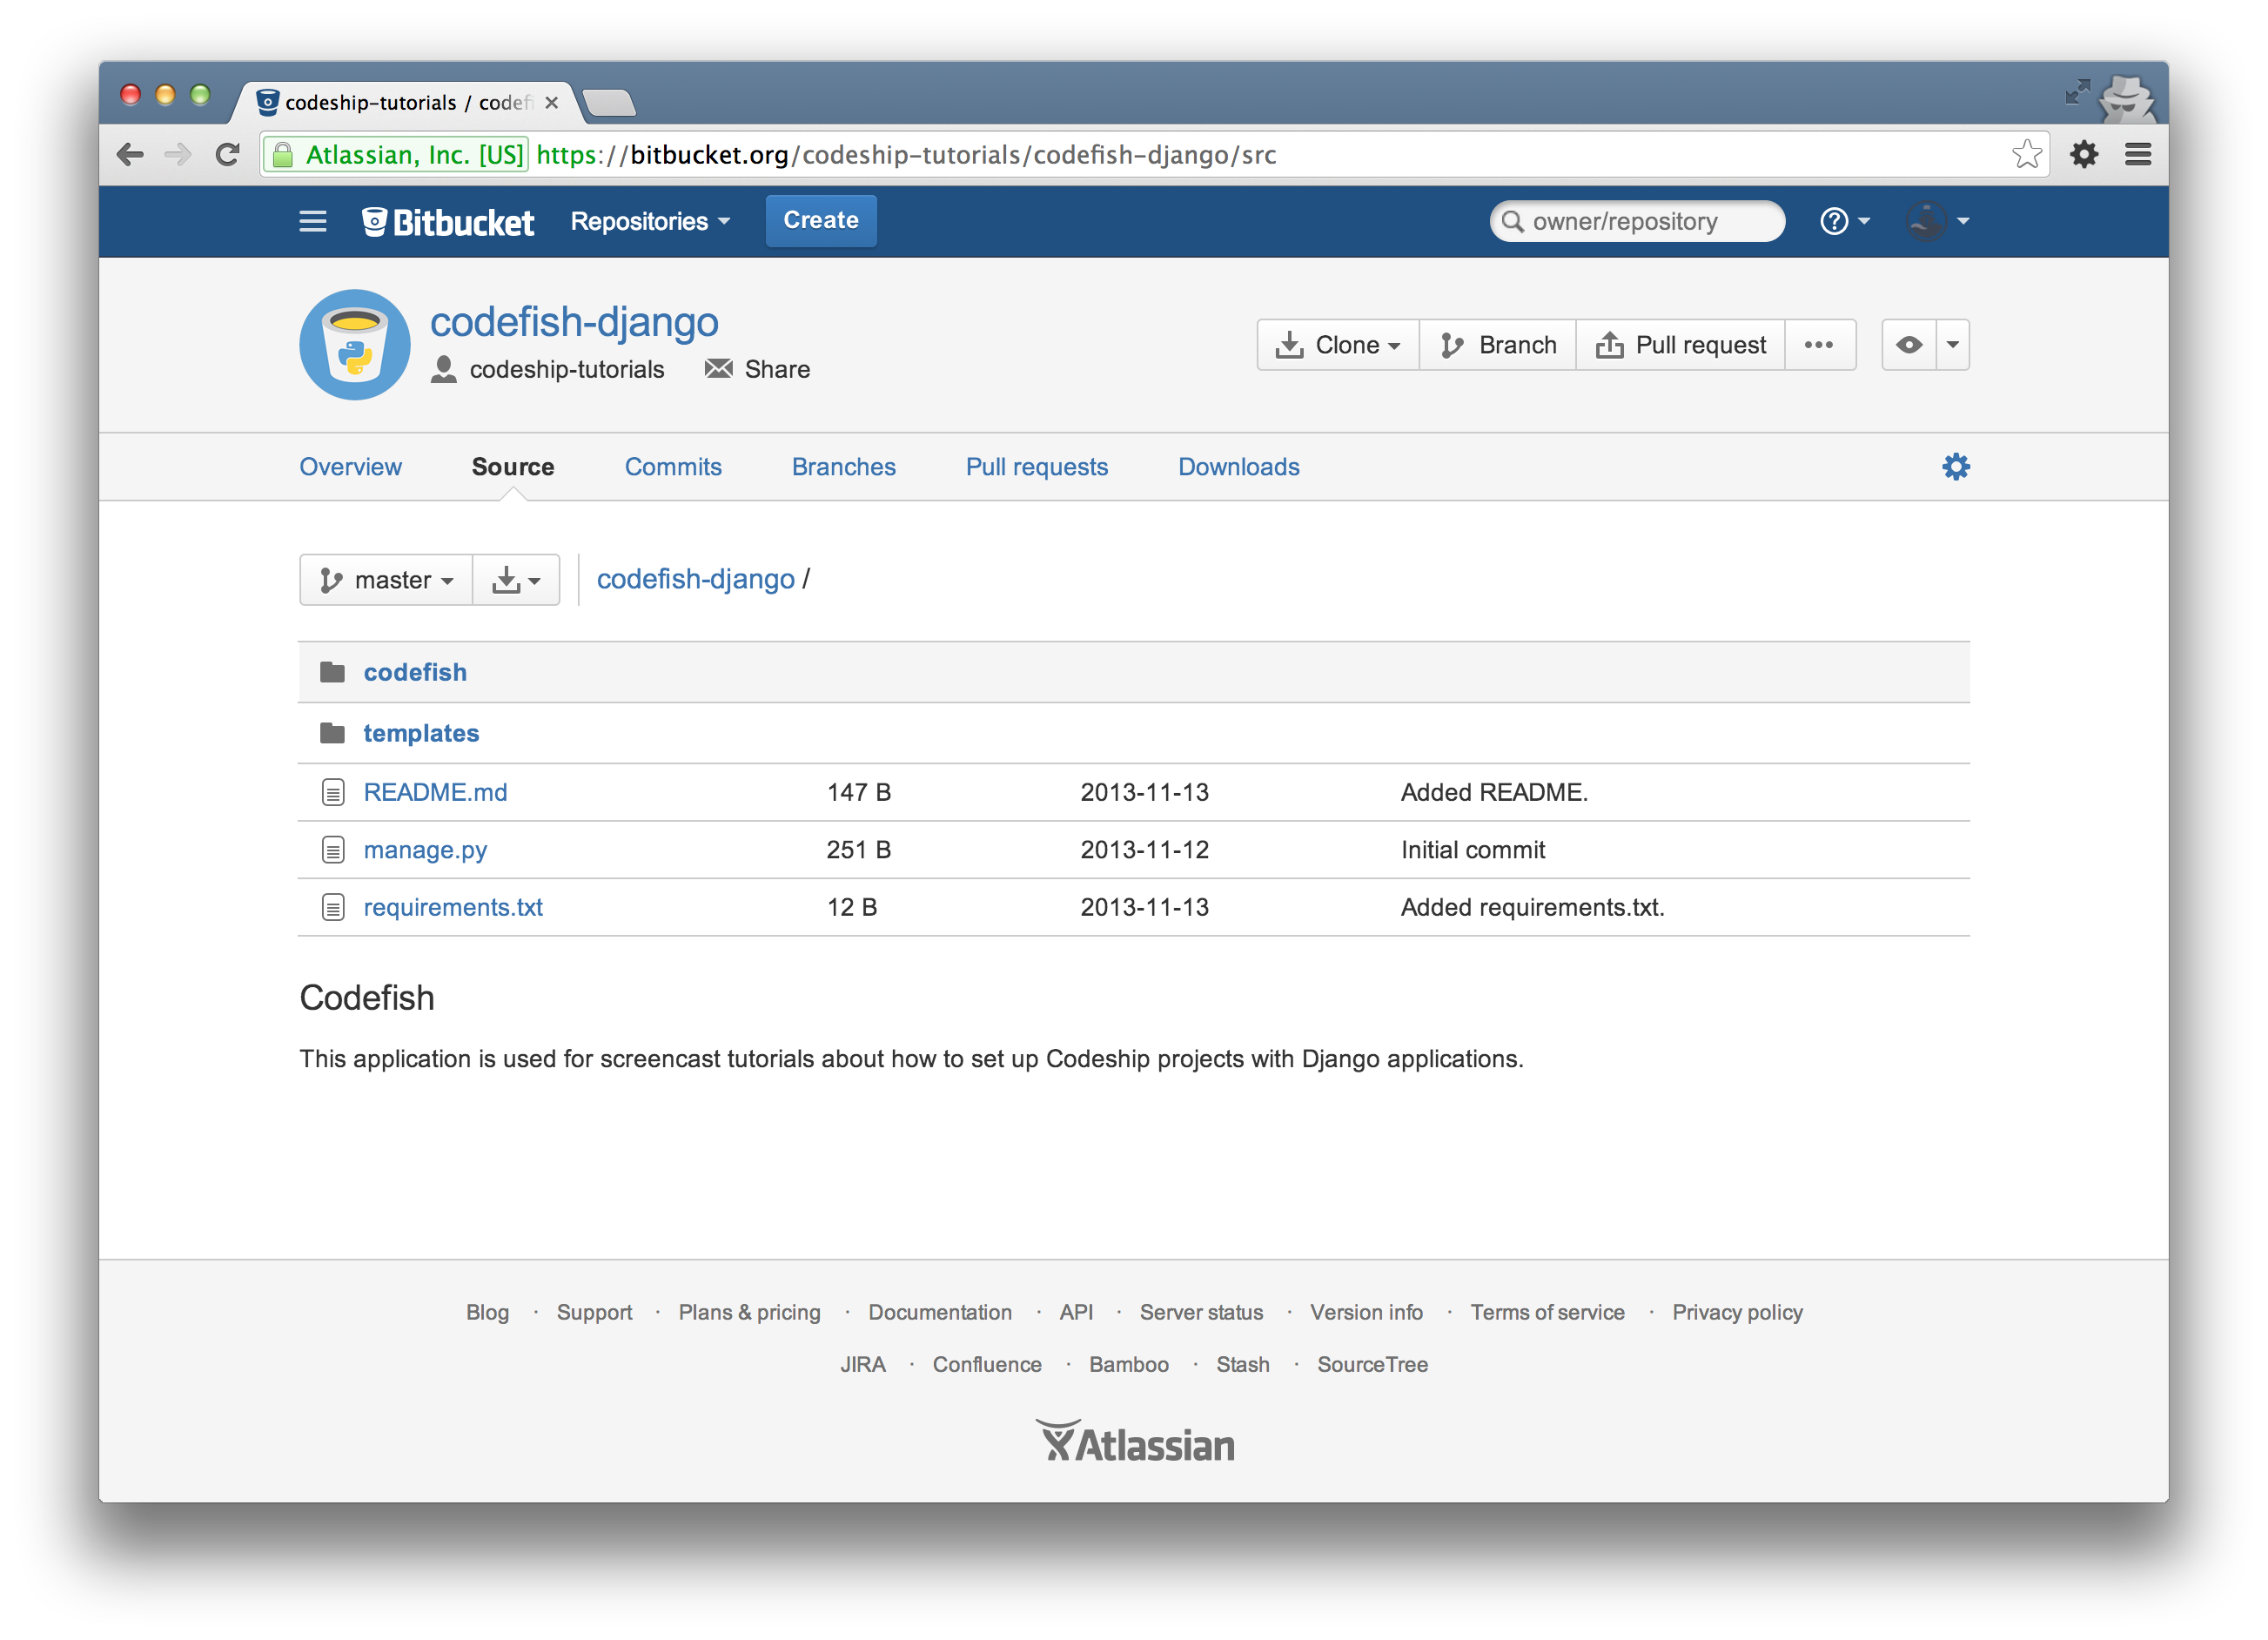 codeship-tutorials / codef
Atlassian, Inc. [US] https://bitbucket.org/codeship-tutorials/codefish-django/src
Bitbucket Repositories Create owner/repository
codefish-django
codeship-tutorials Share
Clone Branch Pull request
Overview Source Commits Branches Pull requests Downloads
master codefish-django /
codefish
templates
README.md 147 B 2013-11-13 Added README.
manage.py 251 B 2013-11-12 Initial commit
requirements.txt 12 B 2013-11-13 Added requirements.txt.
Codefish
This application is used for screencast tutorials about how to set up Codeship projects with Django applications.
Blog · Support · Plans & pricing · Documentation · API · Server status · Version info · Terms of service · Privacy policy
JIRA · Confluence · Bamboo · Stash · SourceTree
Atlassian